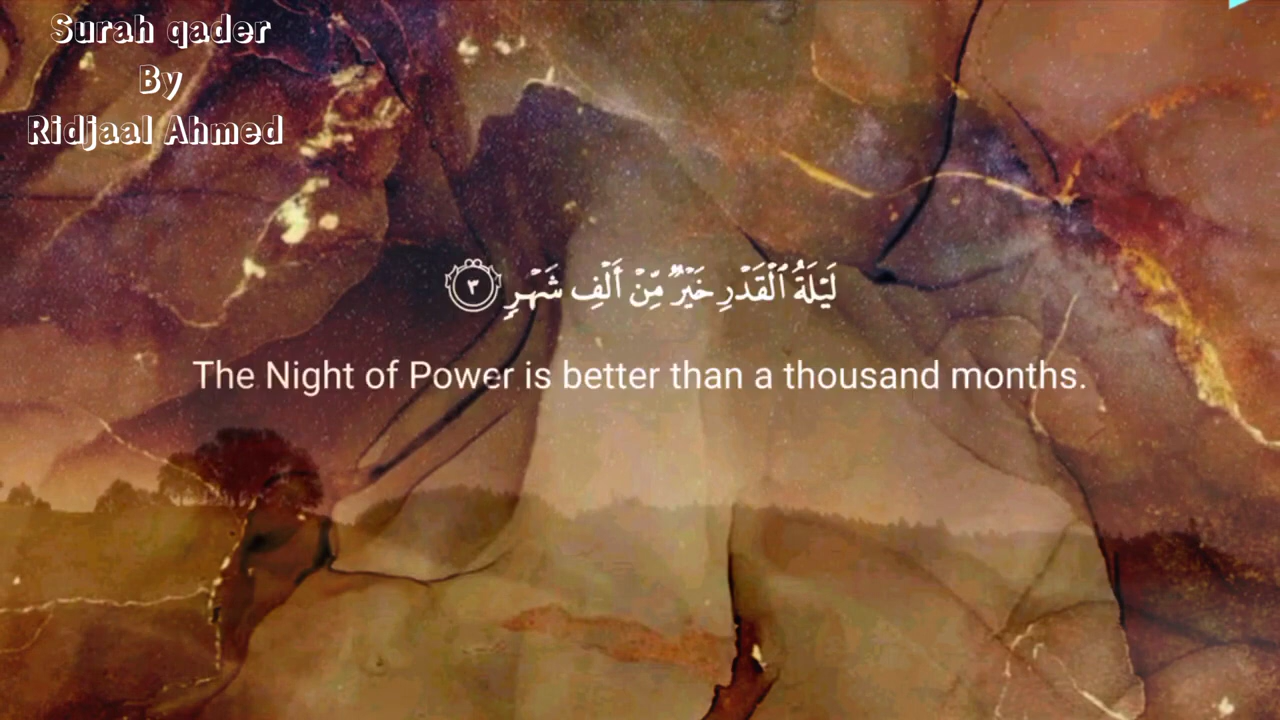 Surah qader
By
Ridjaal Ahmed
لَيْلَةُ ٱلْقَدْرِ خَيْرٌ مِّنْ أَلْفِ شَهْرٍ ٣
The Night of Power is better than a thousand months.